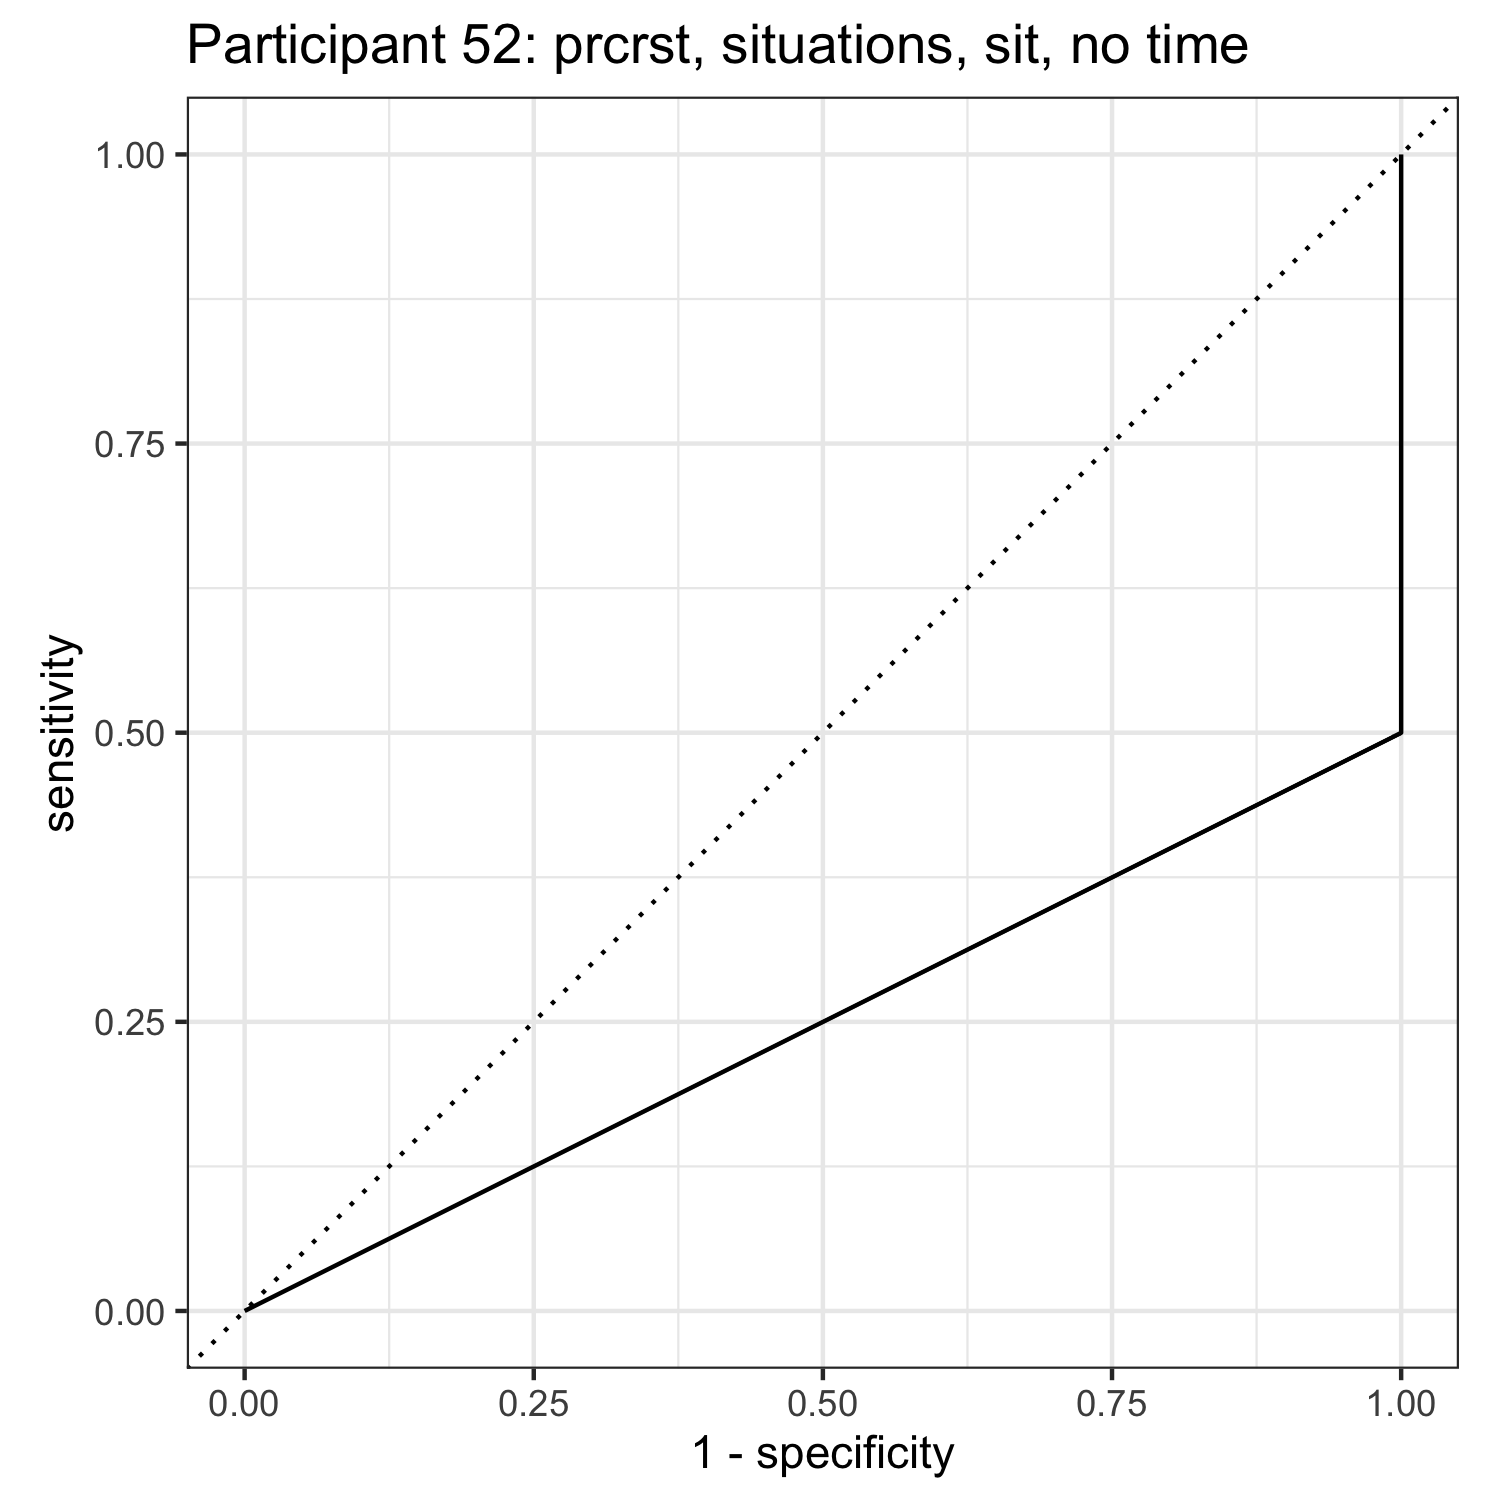 Participant 52: prcrst, situations, sit, no time
1.00
0.75
0.50
0.25
0.00
sensitivity
0.00 0.25 0.50 0.75 1.00
1 - specificity